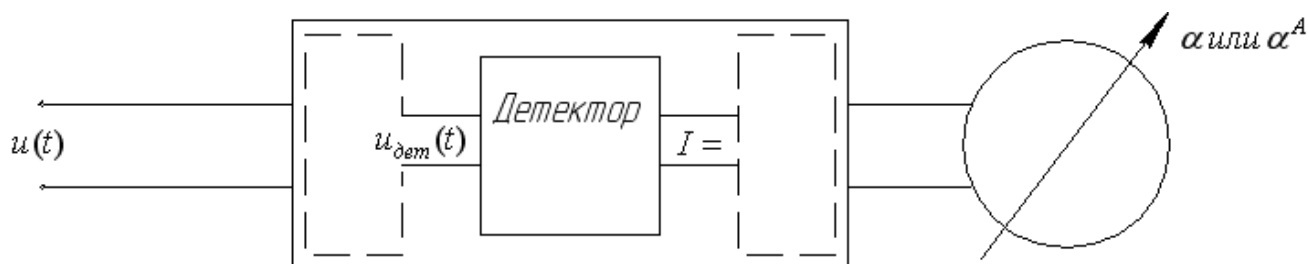 u(t)
u_дет(t)
Детектор
I =
α или α^A